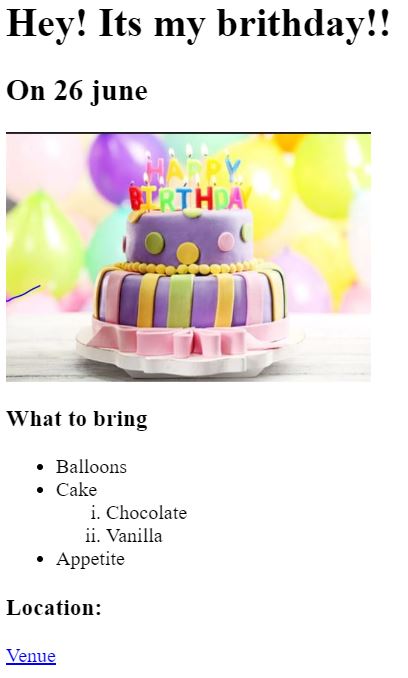 Hey! Its my brithday!!
On 26 june
HAPPY
BIRTHDAY
What to bring
• Balloons
• Cake
i. Chocolate
ii. Vanilla
• Appetite
Location:
Venue